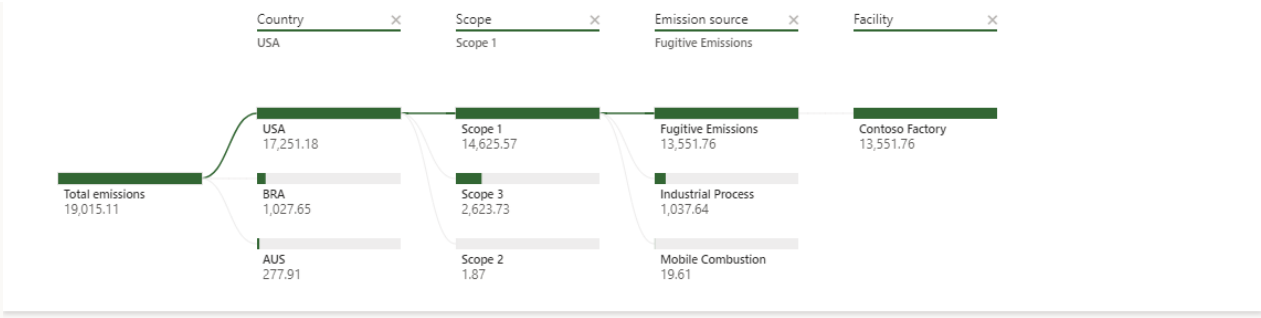 Country ×
USA
Scope ×
Scope 1
Emission source ×
Fugitive Emissions
Facility ×
Total emissions
19,015.11
USA
17,251.18
BRA
1,027.65
AUS
277.91
Scope 1
14,625.57
Scope 3
2,623.73
Scope 2
1.87
Fugitive Emissions
13,551.76
Industrial Process
1,037.64
Mobile Combustion
19.61
Contoso Factory
13,551.76